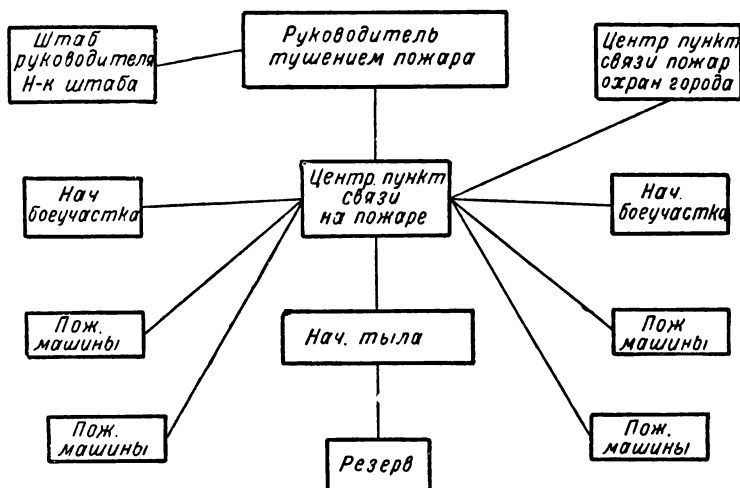 Штаб
руководителя
Н-к штаба
Руководитель
тушением пожара
Центр пункт
связи пожар
охран города
Нач
боеучастка
Центр. пункт
связи
на пожаре
Нач.
боеучастка
Пож.
машины
Нач. тыла
Пож
машины
Пож.
машины
Резерв
Пож.
машины